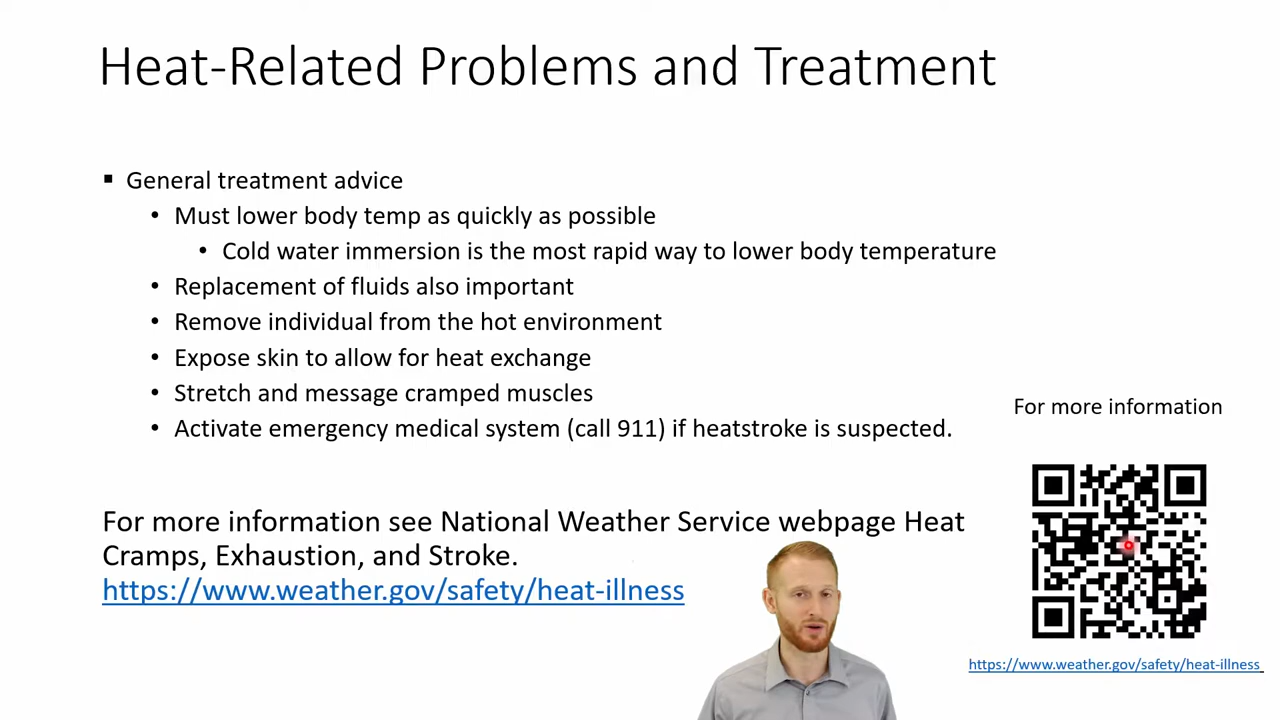 Heat-Related Problems and Treatment
General treatment advice
Must lower body temp as quickly as possible
Cold water immersion is the most rapid way to lower body temperature
Replacement of fluids also important
Remove individual from the hot environment
Expose skin to allow for heat exchange
Stretch and message cramped muscles
Activate emergency medical system (call 911) if heatstroke is suspected.
For more information see National Weather Service webpage Heat
Cramps, Exhaustion, and Stroke.
https://www.weather.gov/safety/heat-illness
For more information
https://www.weather.gov/safety/heat-illness